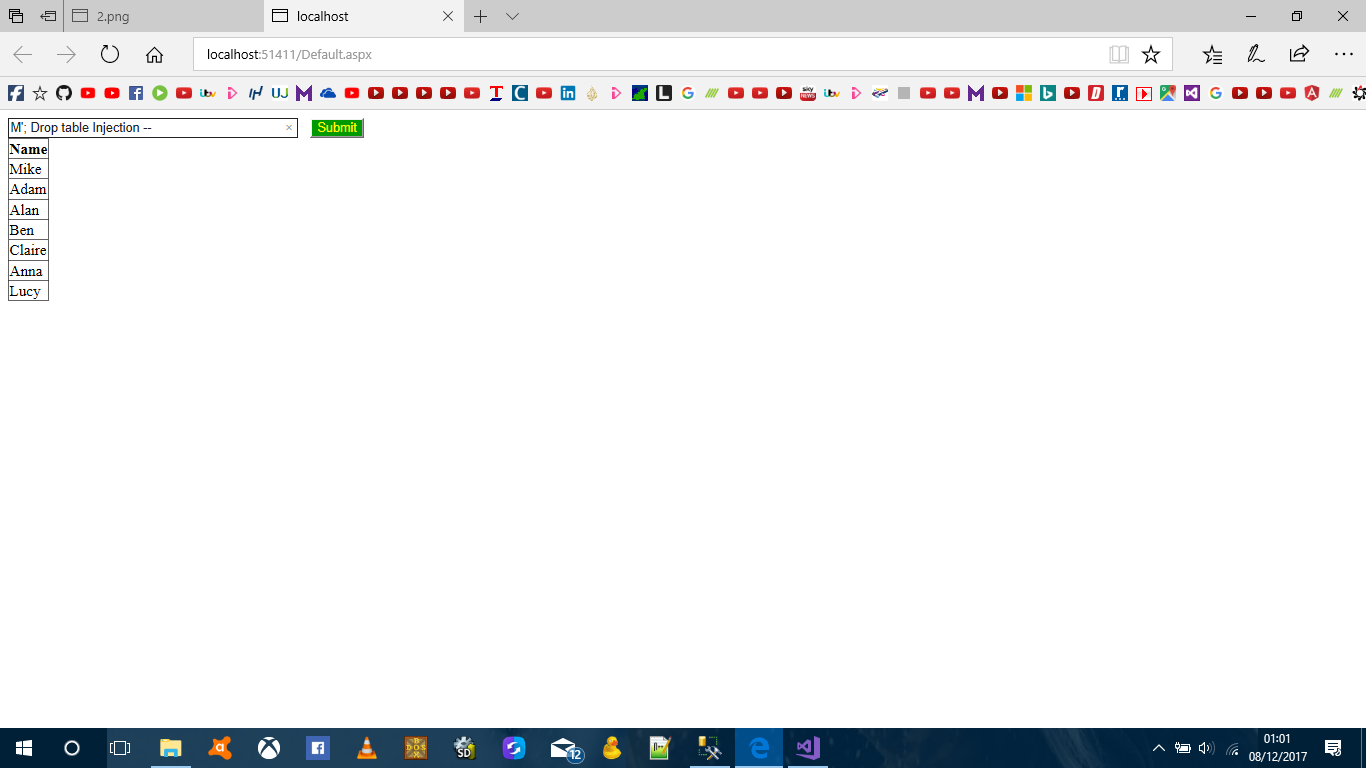 2.png
localhost
localhost:51411/Default.aspx
M'; Drop table Injection --
Submit
Name
Mike
Adam
Alan
Ben
Claire
Anna
Lucy
12
01:01
08/12/2017